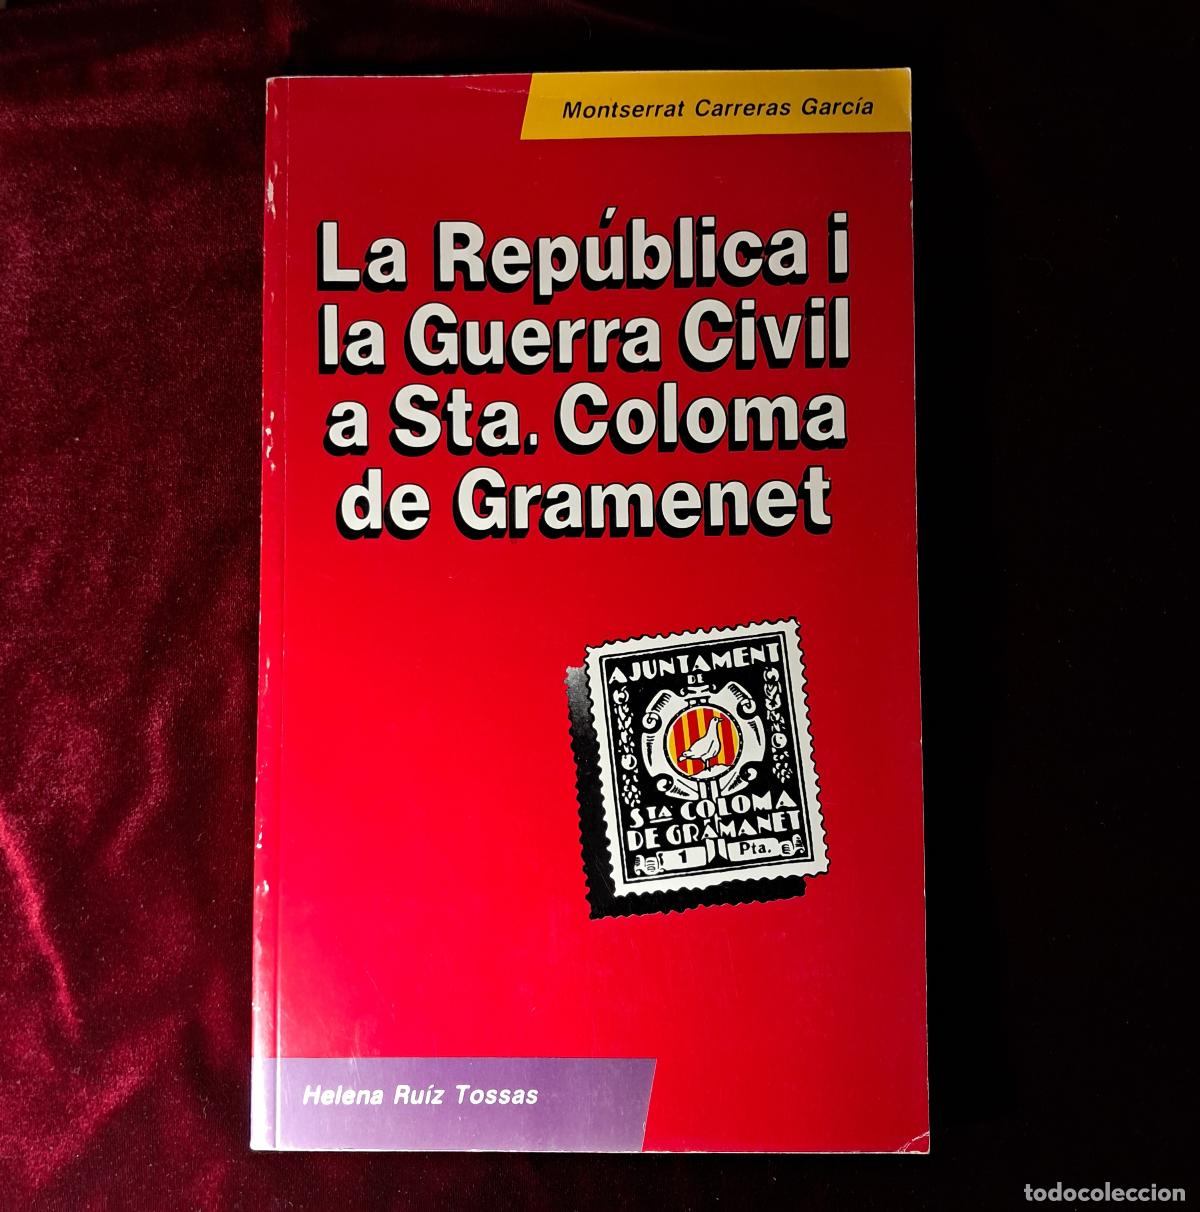 Montserrat Carreras García
La República i
la Guerra Civil
a Sta. Coloma
de Gramenet
AJUNTAMENT
DE
STA COLOMA
DE GRAMANET
1 Pta.
Helena Ruíz Tossas
todocoleccion